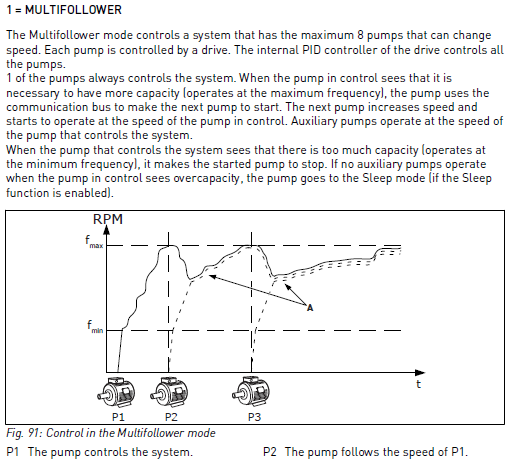 1 = MULTIFOLLOWER
The Multifollower mode controls a system that has the maximum 8 pumps that can change
speed. Each pump is controlled by a drive. The internal PID controller of the drive controls all
the pumps.
1 of the pumps always controls the system. When the pump in control sees that it is
necessary to have more capacity (operates at the maximum frequency), the pump uses the
communication bus to make the next pump to start. The next pump increases speed and
starts to operate at the speed of the pump in control. Auxiliary pumps operate at the speed of
the pump that controls the system.
When the pump that controls the system sees that there is too much capacity (operates at
the minimum frequency), it makes the started pump to stop. If no auxiliary pumps operate
when the pump in control sees overcapacity, the pump goes to the Sleep mode (if the Sleep
function is enabled).
RPM
fmax
A
fmin
t
P1 P2 P3
Fig. 91: Control in the Multifollower mode
P1 The pump controls the system. P2 The pump follows the speed of P1.